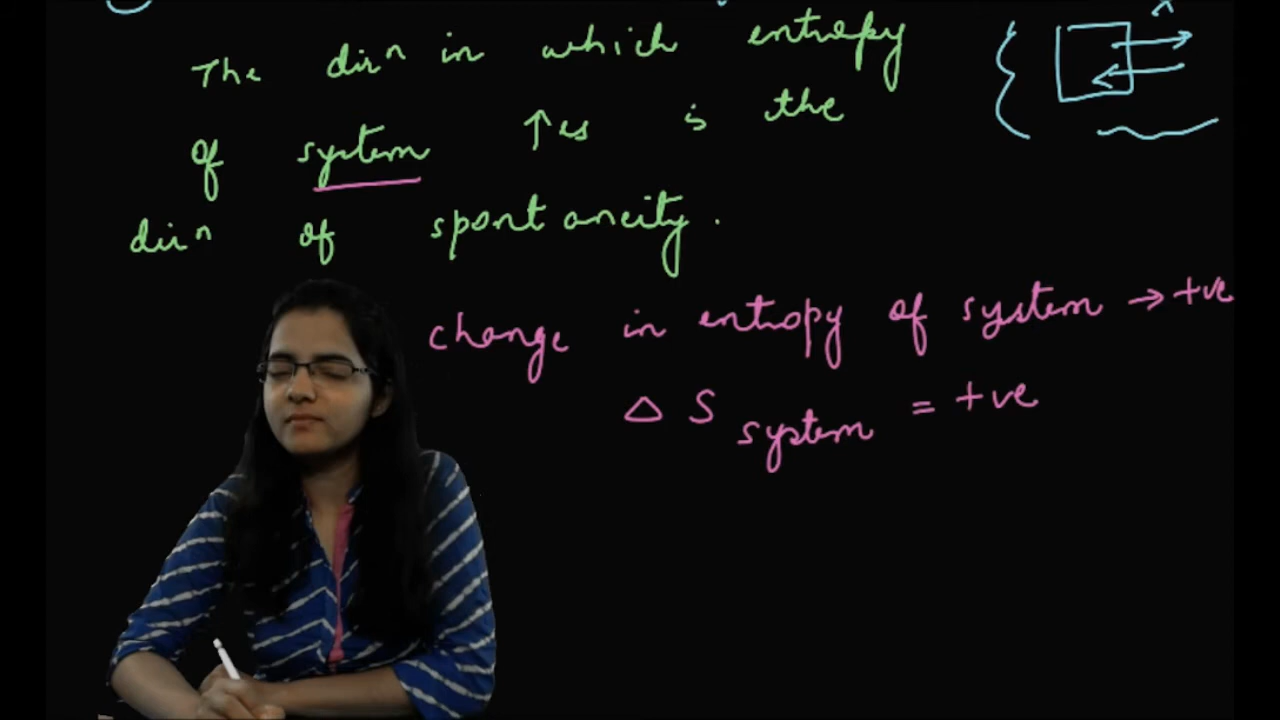 The dirⁿ in which entropy
of system ↑es is the
dirⁿ of spontaneity.
change in entropy of system → +ve
Δ S system = +ve